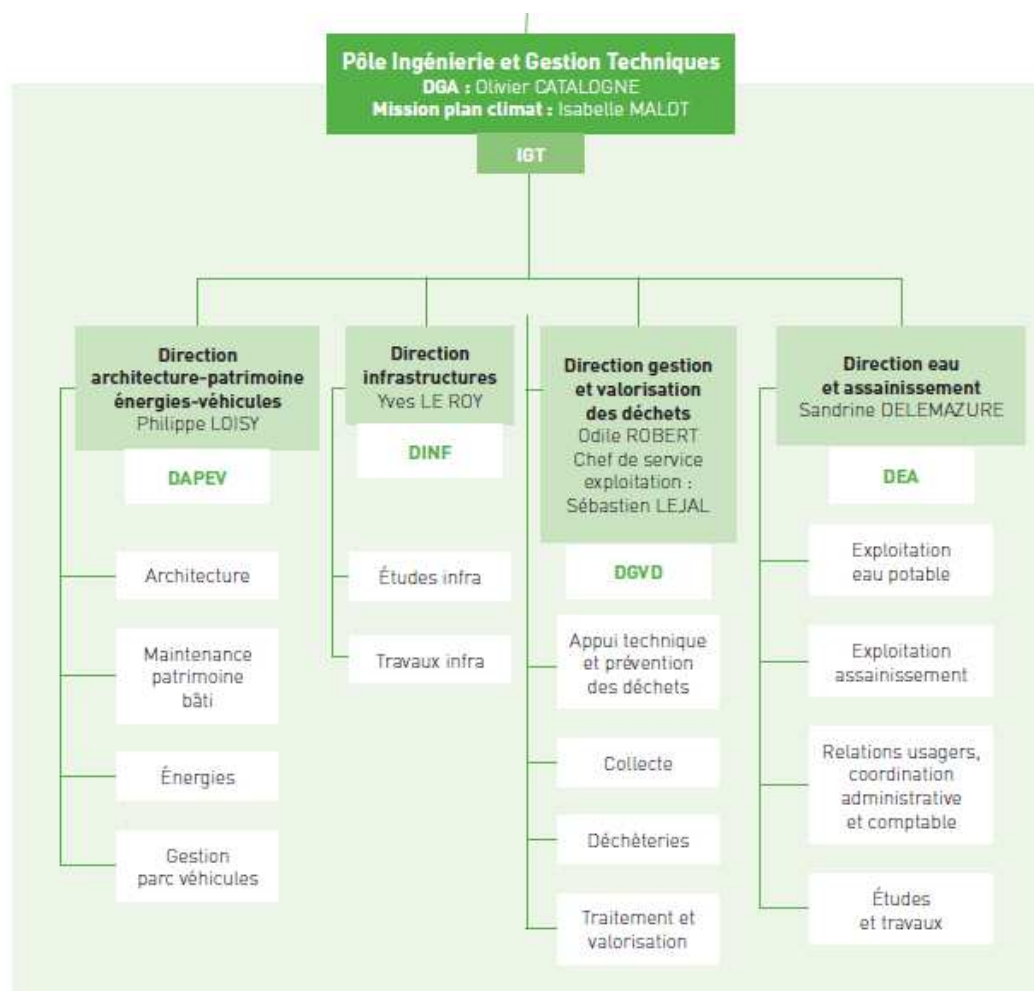 Pôle Ingénierie et Gestion Techniques
DGA : Olivier CATALOGNE
Mission plan climat : Isabelle MALOT
IGT
Direction
architecture-patrimoine
énergies-véhicules
Philippe LOISY
DAPEV
Architecture
Maintenance
patrimoine
bâti
Énergies
Gestion
parc véhicules
Direction
infrastructures
Yves LE ROY
DINF
Études infra
Travaux infra
Direction gestion
et valorisation
des déchets
Odile ROBERT
Chef de service
exploitation :
Sébastien LEJAL
DGVD
Appui technique
et prévention
des déchets
Collecte
Déchèteries
Traitement et
valorisation
Direction eau
et assainissement
Sandrine DELEMAZURE
DEA
Exploitation
eau potable
Exploitation
assainissement
Relations usagers,
coordination
administrative
et comptable
Études
et travaux